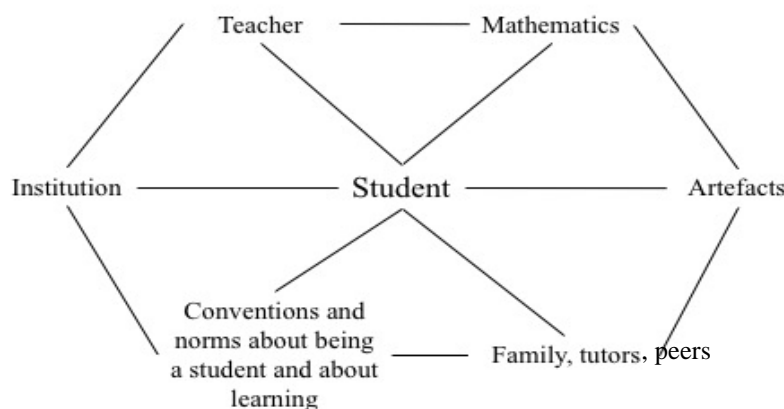 Teacher
Mathematics
Institution
Student
Artefacts
Conventions and
norms about being
a student and about
learning
Family, tutors, peers